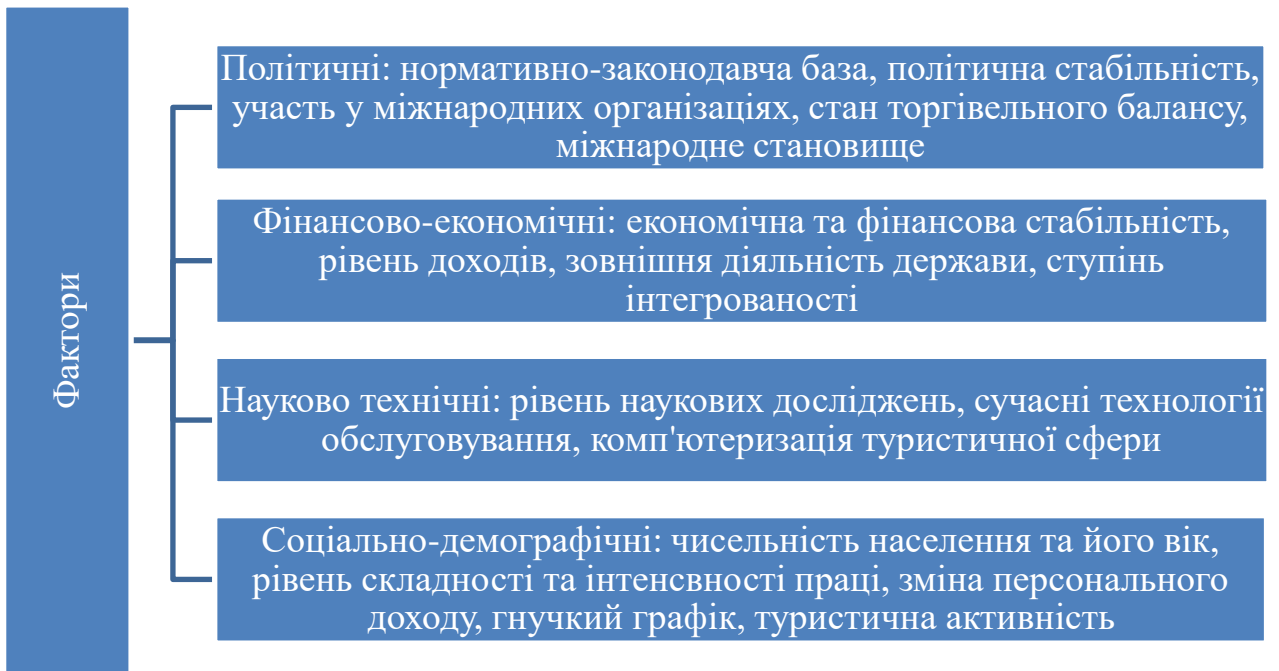 Фактори
Політичні: нормативно-законодавча база, політична стабільність,
участь у міжнародних організаціях, стан торгівельного балансу,
міжнародне становище
Фінансово-економічні: економічна та фінансова стабільність,
рівень доходів, зовнішня діяльність держави, ступінь
інтегрованості
Науково технічні: рівень наукових досліджень, сучасні технології
обслуговування, комп'ютеризація туристичної сфери
Соціально-демографічні: чисельність населення та його вік,
рівень складності та інтенсвності праці, зміна персонального
доходу, гнучкий графік, туристична активність